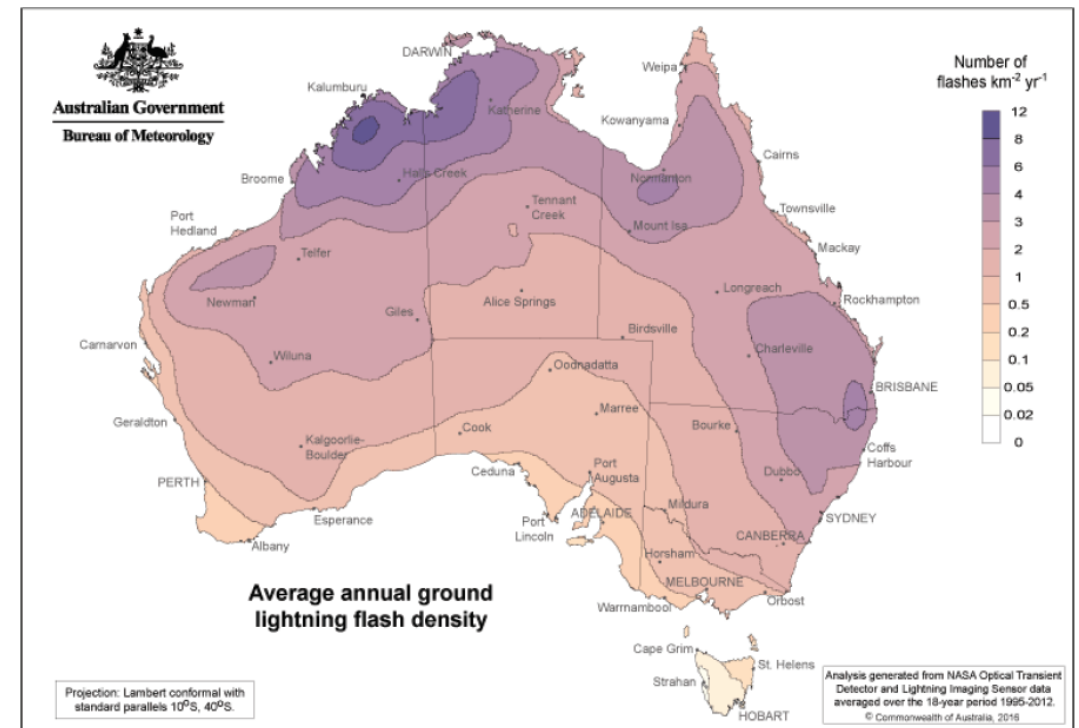 Australian Government
Bureau of Meteorology
DARWIN
Kalumburu
Katherine
Weipa
Kowanyama
Cairns
Broome
Halls Creek
Normanton
Townsville
Port
Hedland
Tennant
Creek
Mount Isa
Mackay
Telfer
Newman
Alice Springs
Longreach
Rockhampton
Giles
Birdsville
Carnarvon
Wiluna
Charleville
Oodnadatta
BRISBANE
Geraldton
Marree
Cook
Bourke
Kalgoorlie-
Boulder
Coffs
Harbour
PERTH
Ceduna
Port
Augusta
Dubbo
Esperance
Albany
Port
Lincoln
ADELAIDE
Mildura
SYDNEY
CANBERRA
Horsham
MELBOURNE
Warrnambool
Orbost
Cape Grim
St. Helens
Strahan
HOBART
Number of
flashes km-2 yr-1
12
8
6
4
3
2
1
0.5
0.2
0.1
0.05
0.02
0
Average annual ground
lightning flash density
Projection: Lambert conformal with
standard parallels 10°S, 40°S.
Analysis generated from NASA Optical Transient
Detector and Lightning Imaging Sensor data
averaged over the 18-year period 1995-2012.
© Commonwealth of Australia, 2016